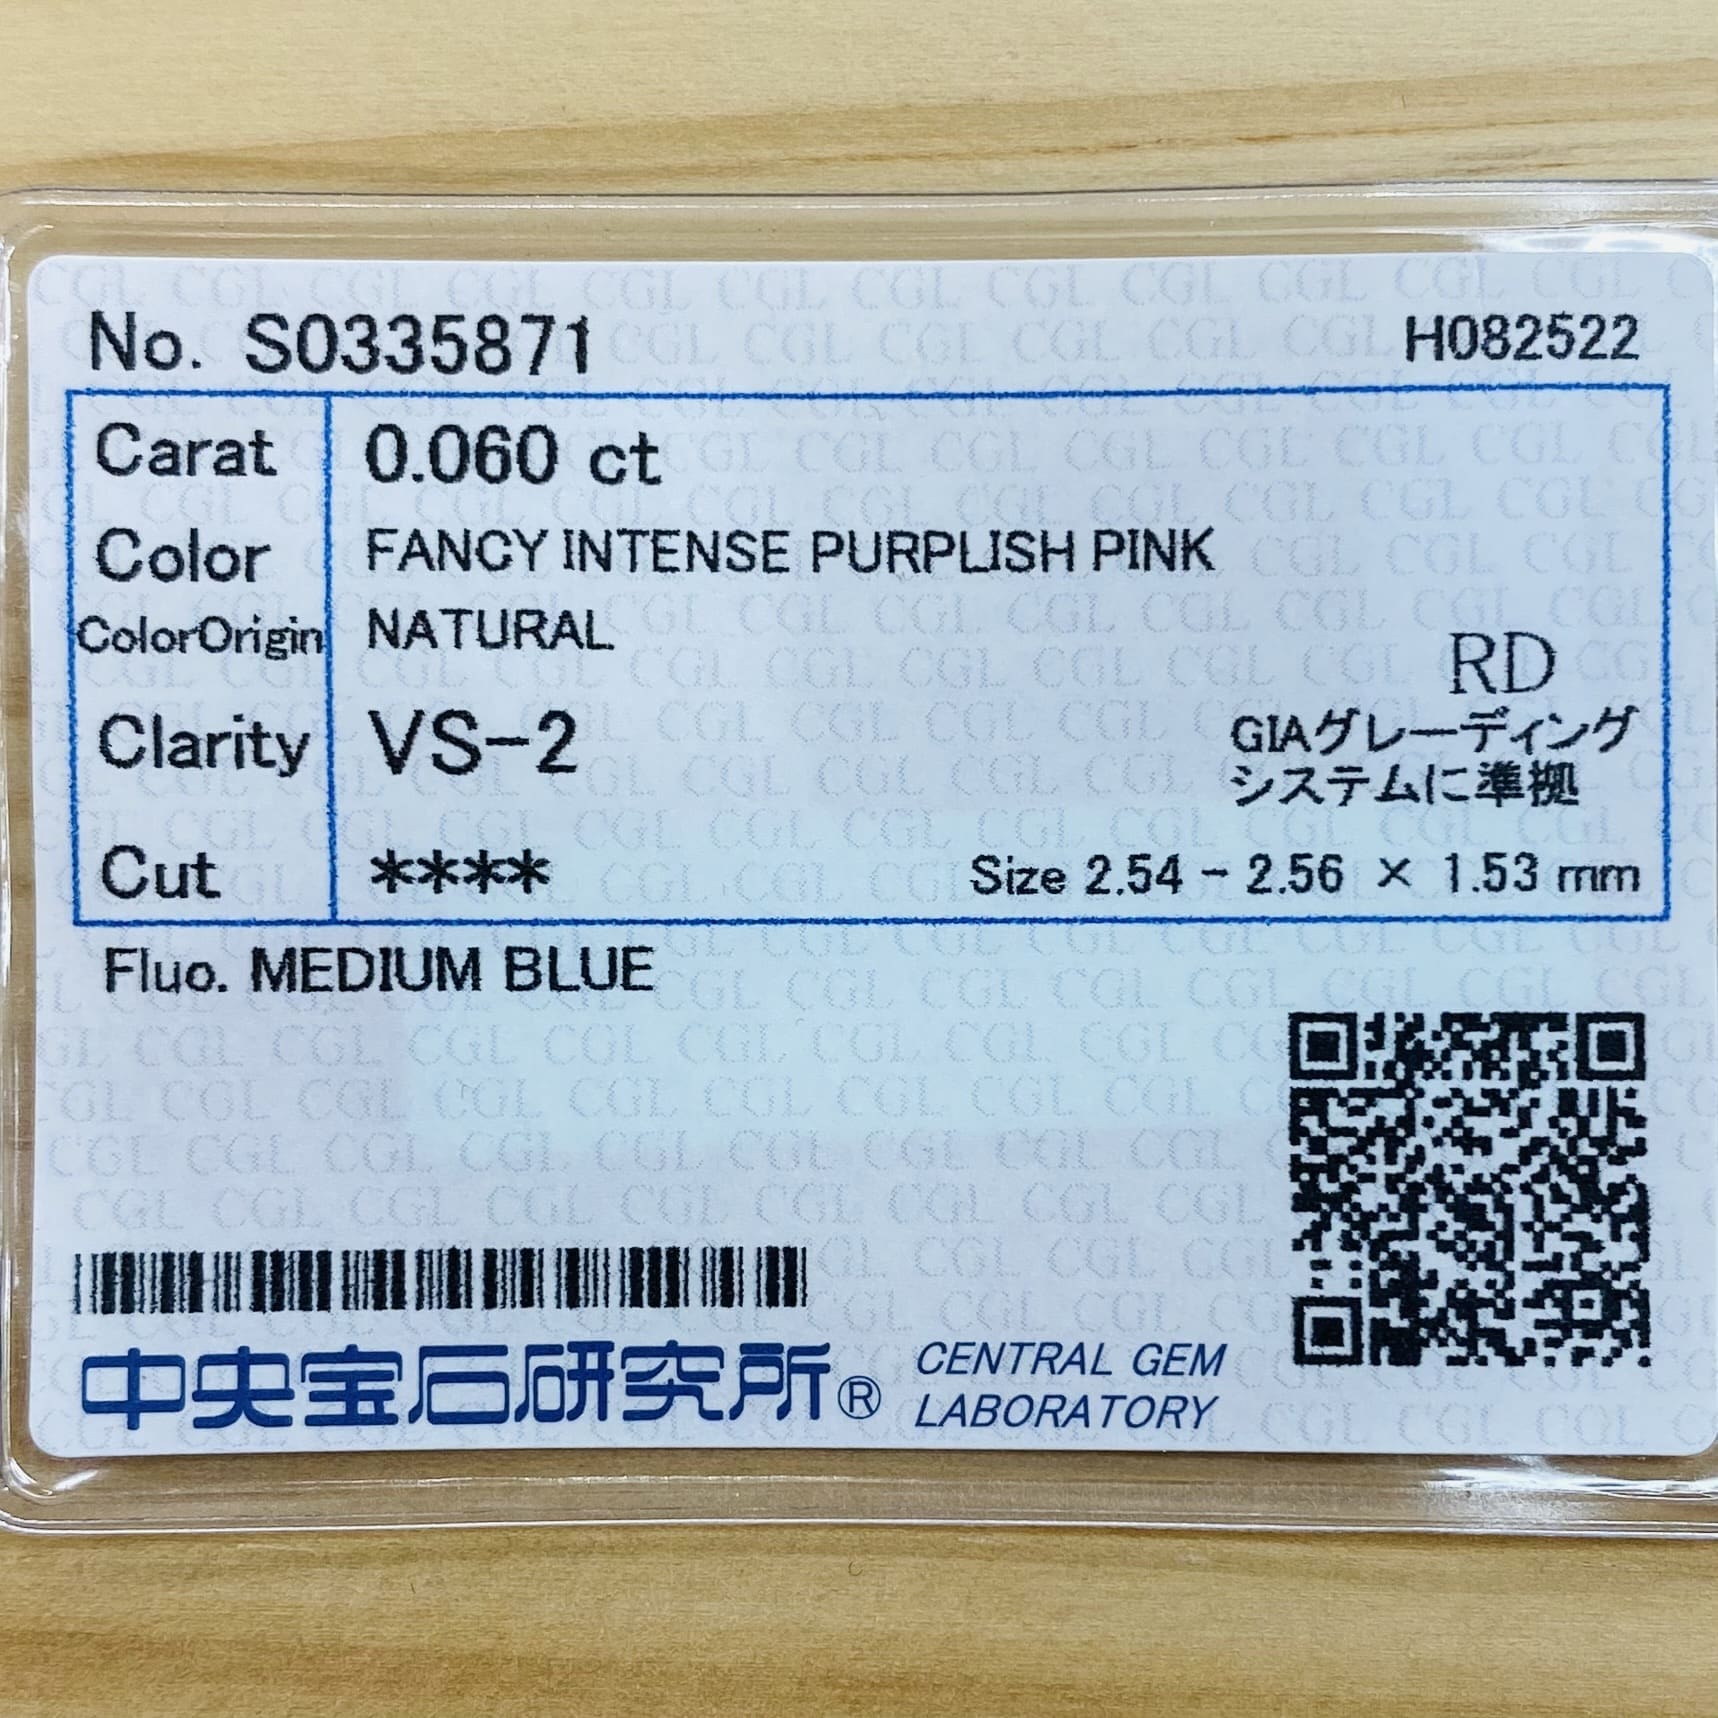 No. S0335871 H082522
Carat 0.060 ct
Color FANCY INTENSE PURPLISH PINK
ColorOrigin NATURAL
RD
Clarity VS-2
GIAグレーディング
システムに準拠
Cut **** Size 2.54 - 2.56 × 1.53 mm
Fluo. MEDIUM BLUE
中央宝石研究所® CENTRAL GEM
LABORATORY